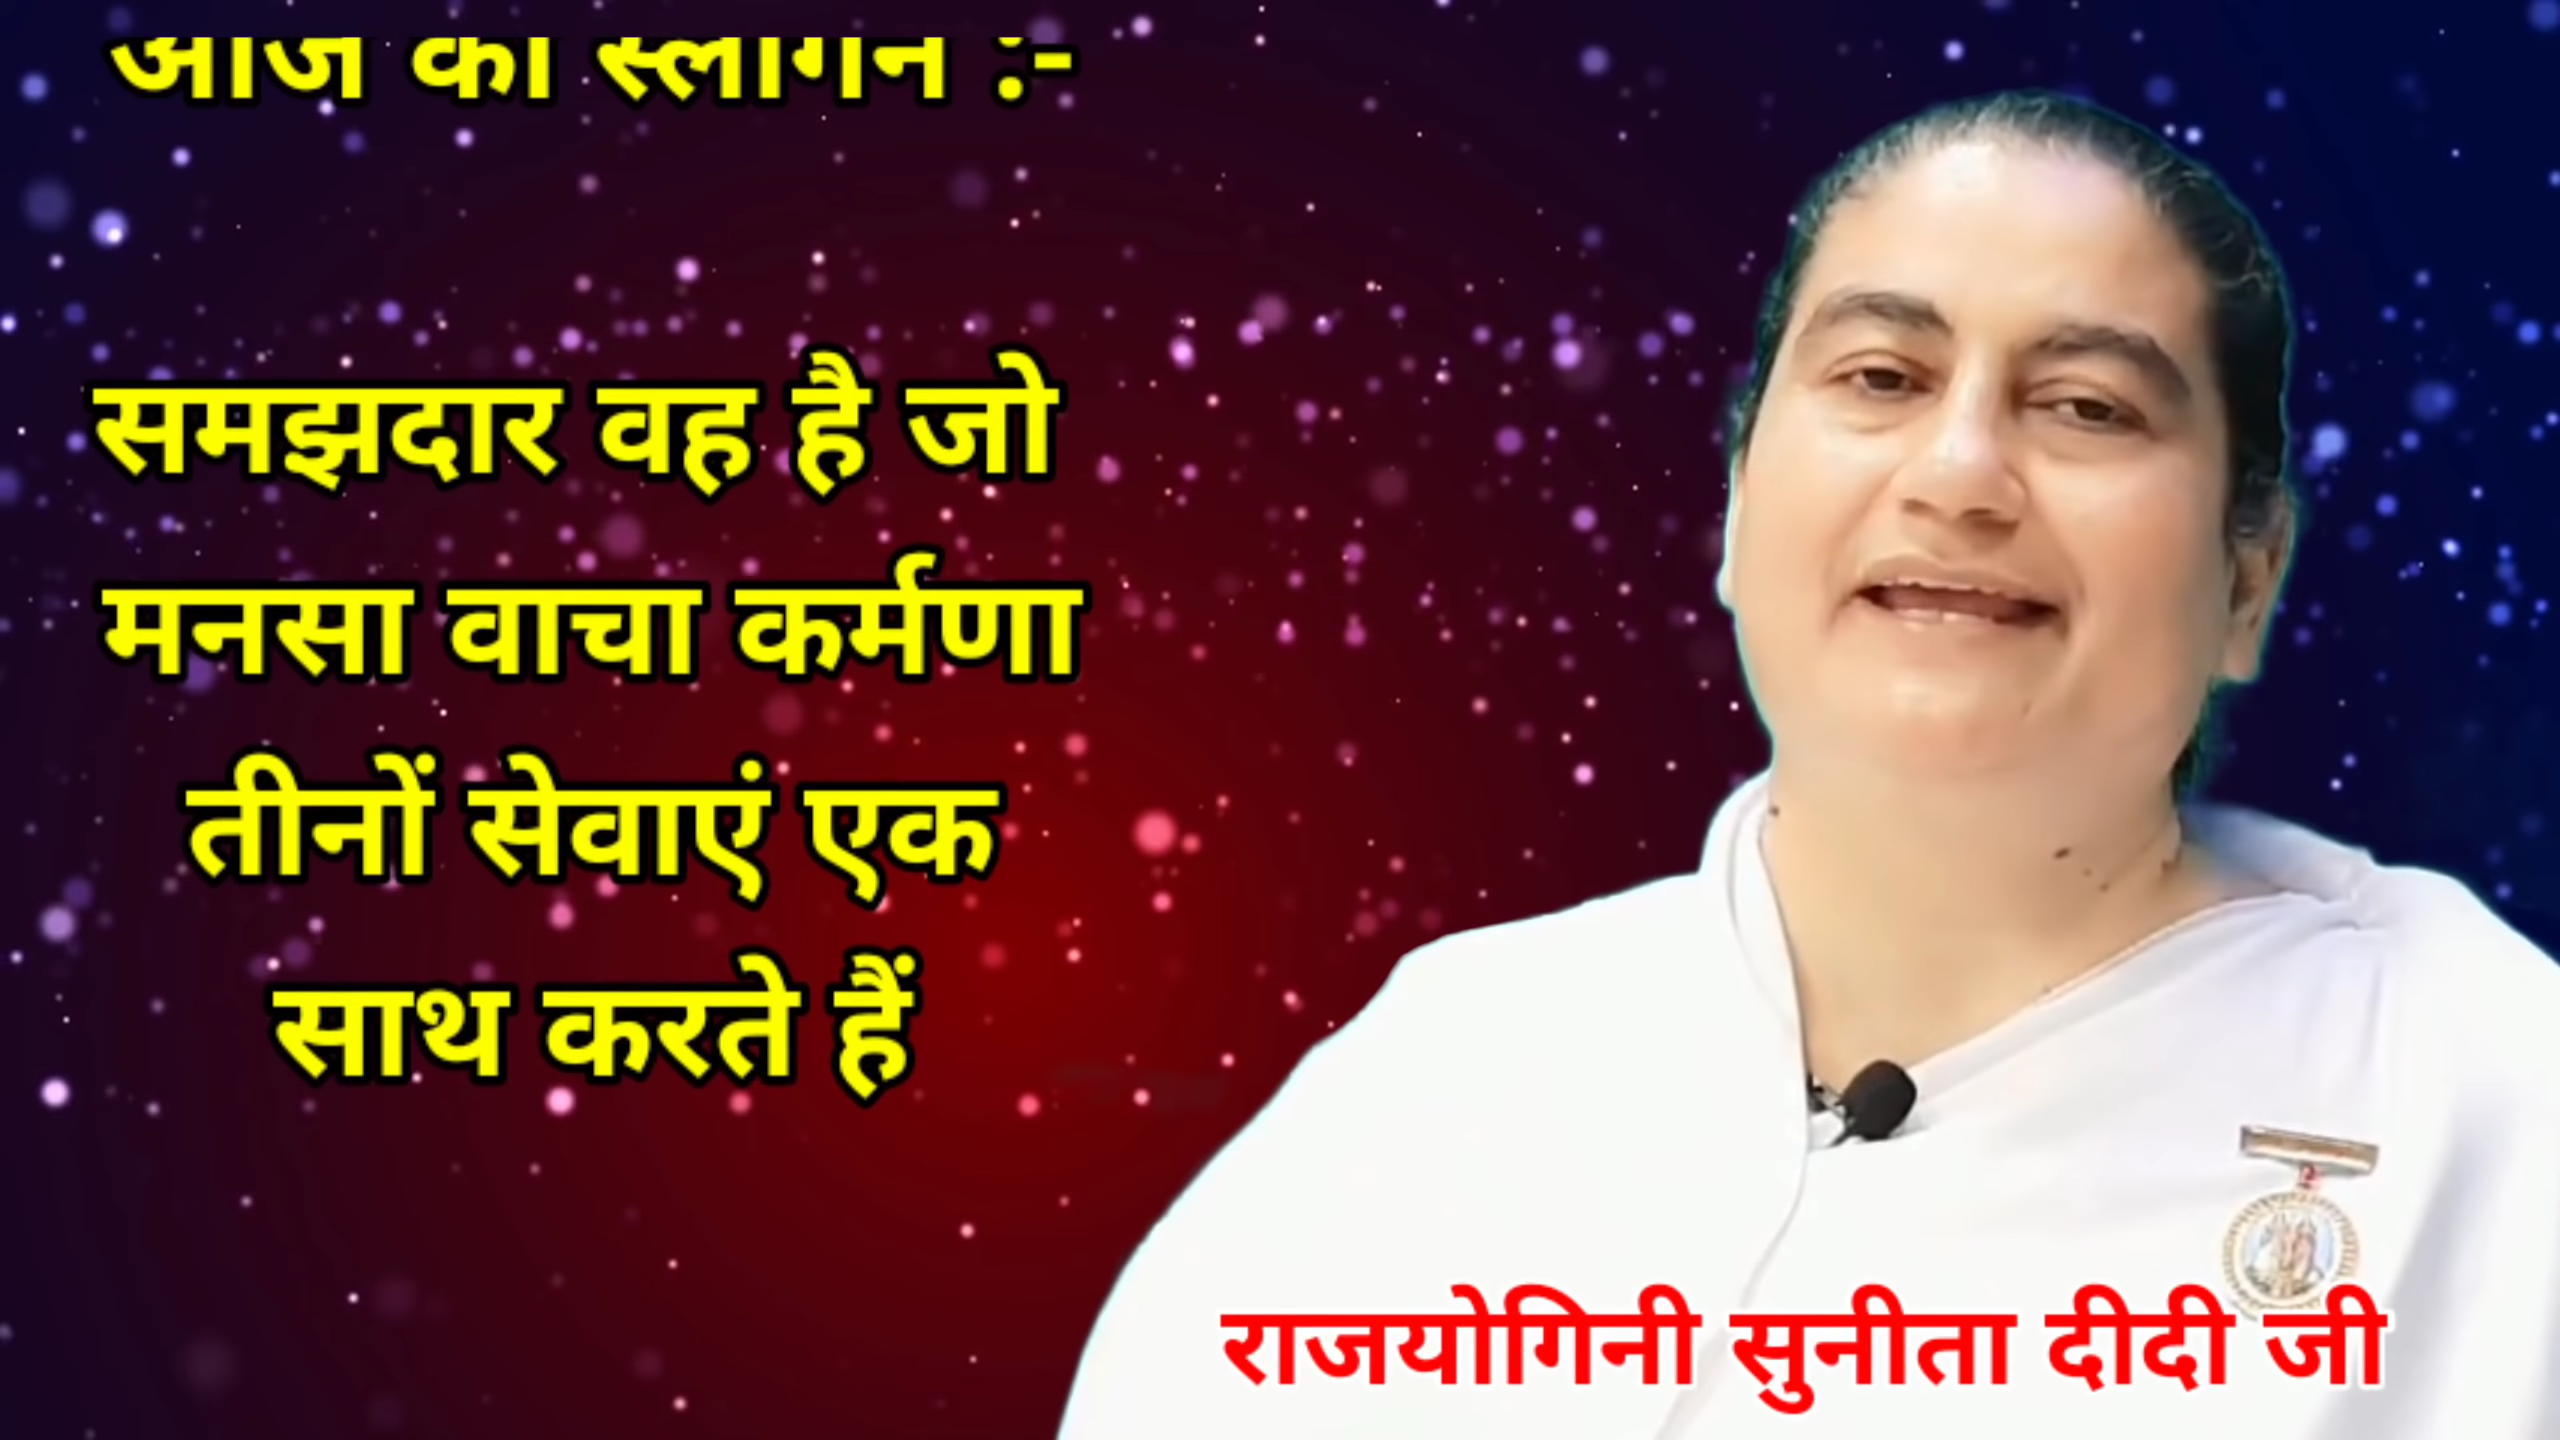 आज का स्लोगन :-
समझदार वह है जो
मनसा वाचा कर्मणा
तीनों सेवाएं एक
साथ करते हैं
राजयोगिनी सुनीता दीदी जी